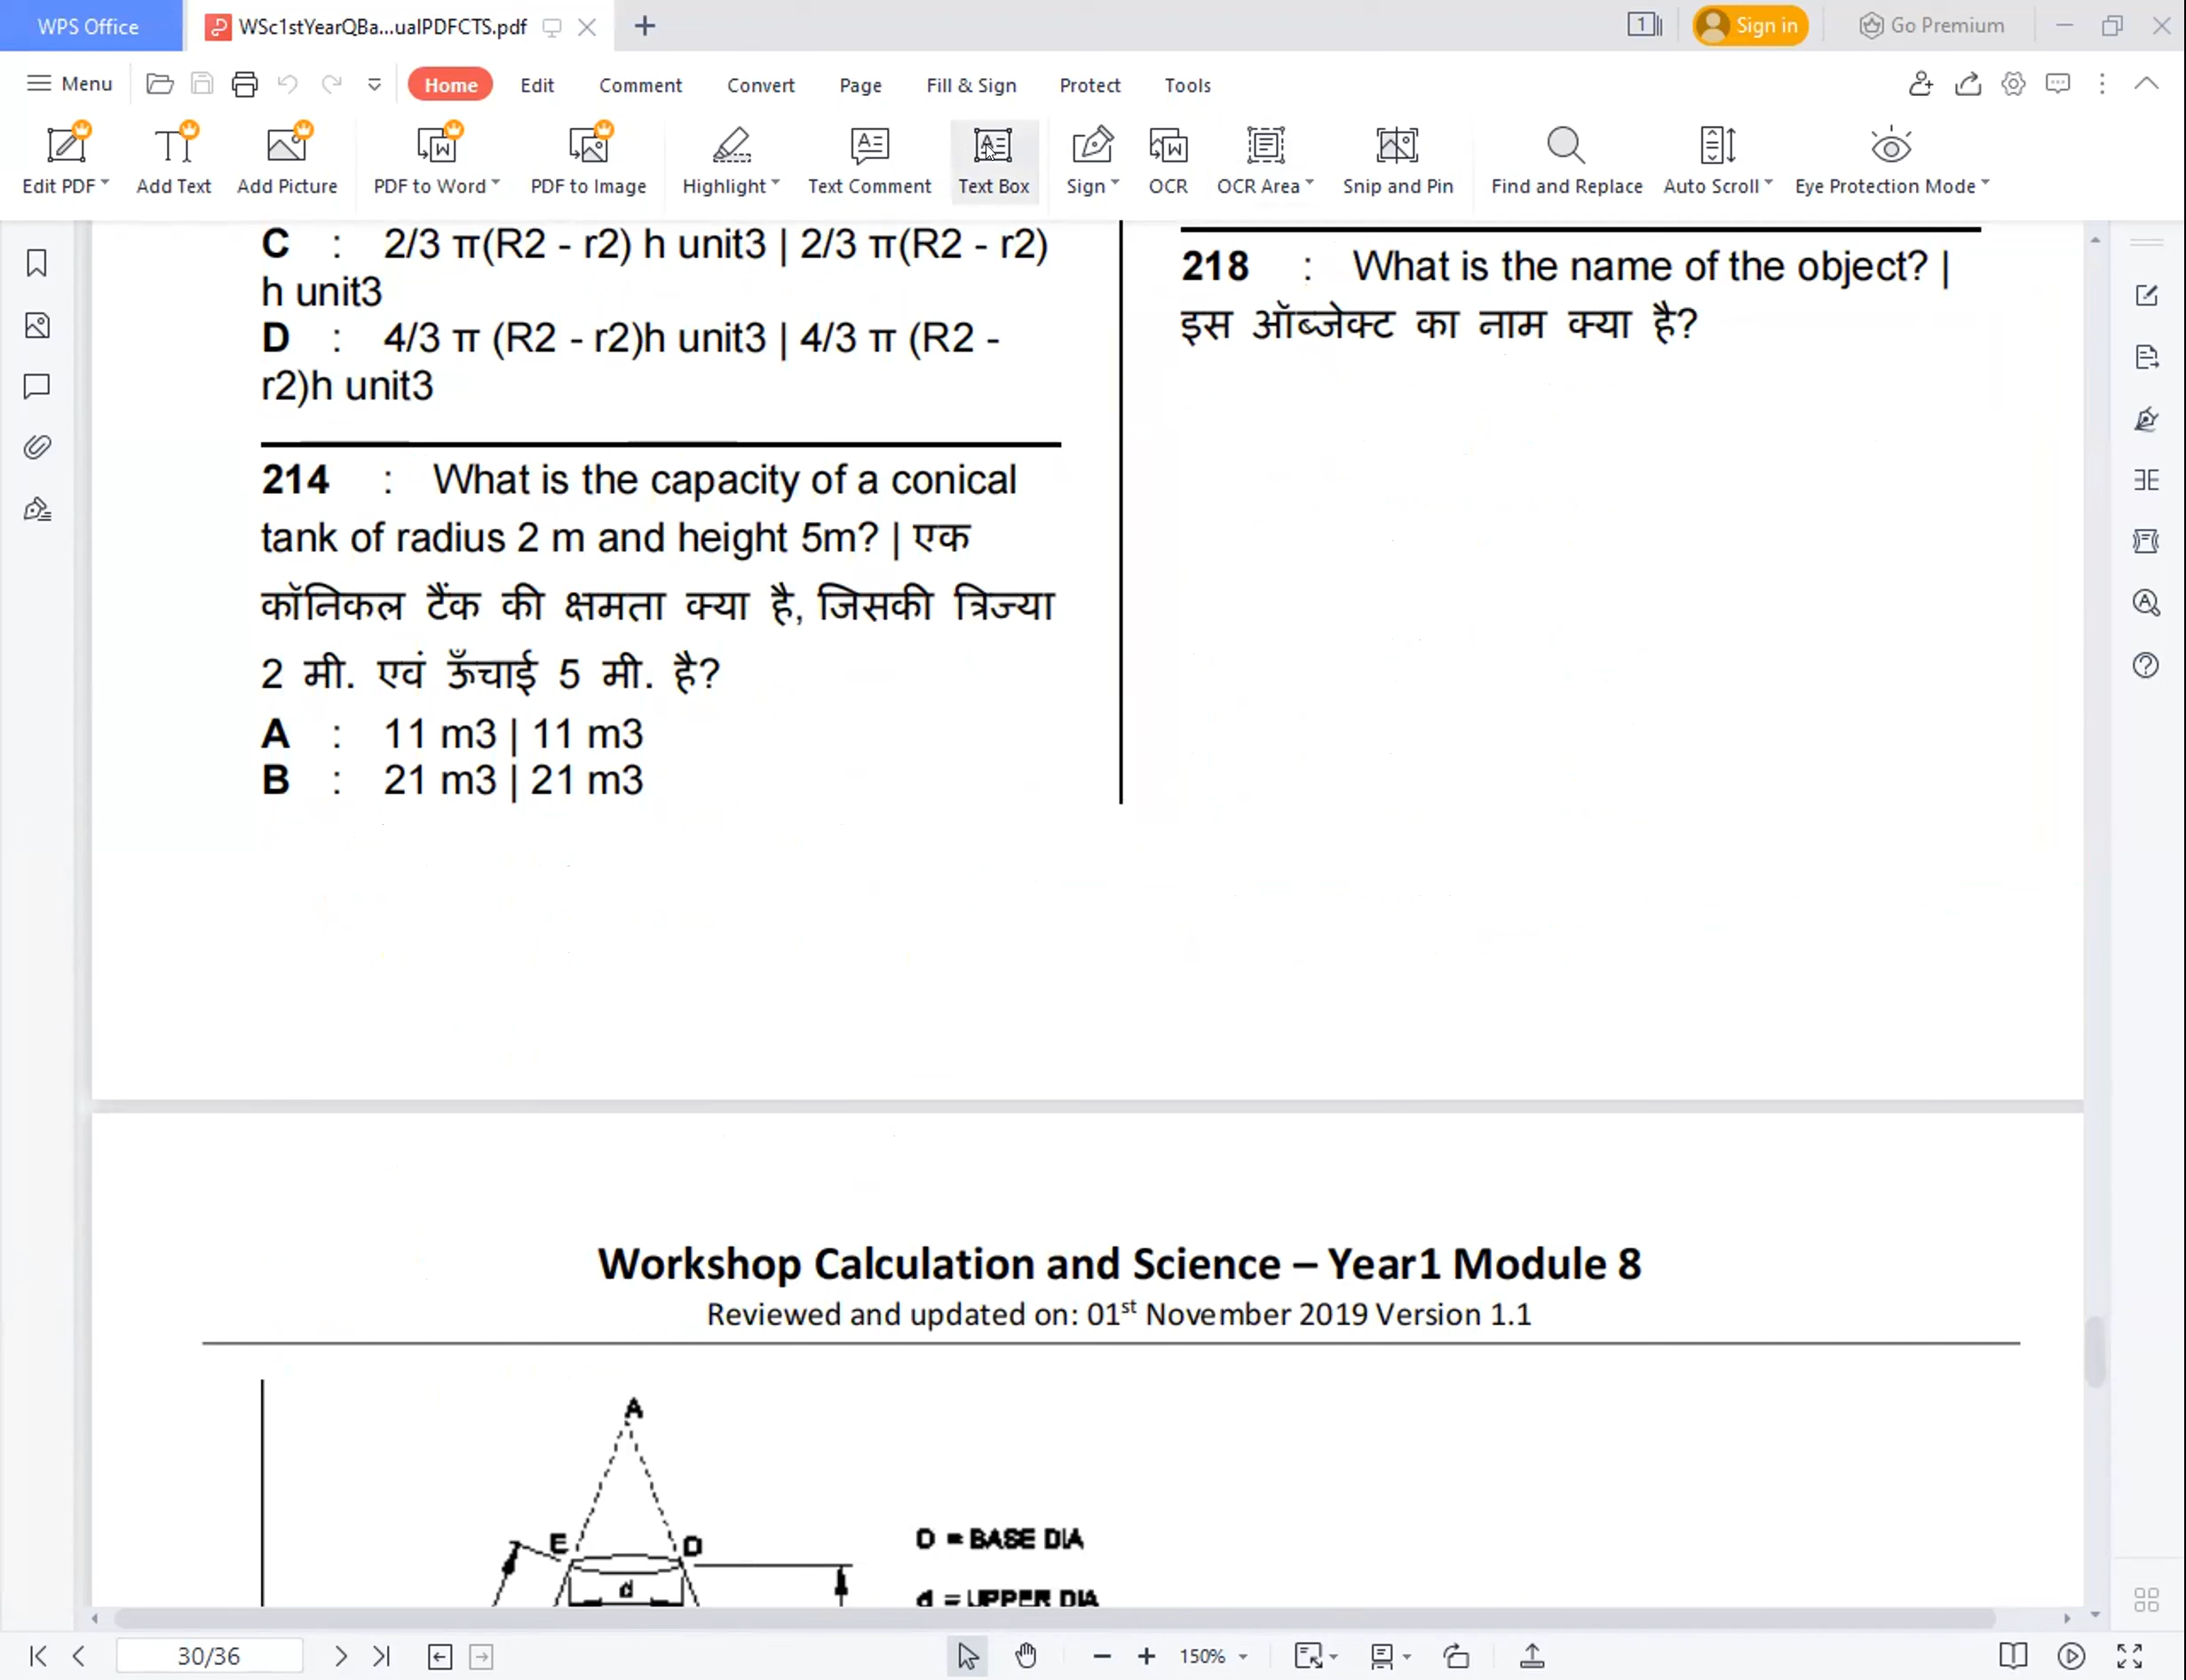 WPS Office
WSc1stYearQBa...ualPDFCTS.pdf
1
Sign in
Go Premium
Menu
Home
Edit
Comment
Convert
Page
Fill & Sign
Protect
Tools
Edit PDF
Add Text
Add Picture
PDF to Word
PDF to Image
Highlight
Text Comment
Text Box
Sign
OCR
OCR Area
Snip and Pin
Find and Replace
Auto Scroll
Eye Protection Mode
C : 2/3 π(R2 - r2) h unit3 | 2/3 π(R2 - r2)
h unit3
D : 4/3 π (R2 - r2)h unit3 | 4/3 π (R2 -
r2)h unit3
214 : What is the capacity of a conical
tank of radius 2 m and height 5m? | एक
कॉनिकल टैंक की क्षमता क्या है, जिसकी त्रिज्या
2 मी. एवं ऊँचाई 5 मी. है?
A : 11 m3 | 11 m3
B : 21 m3 | 21 m3
218 : What is the name of the object? |
इस ऑब्जेक्ट का नाम क्या है?
Workshop Calculation and Science – Year1 Module 8
Reviewed and updated on: 01st November 2019 Version 1.1
A
E
D
d
D = BASE DIA
d = UPPER DIA
30/36
150%